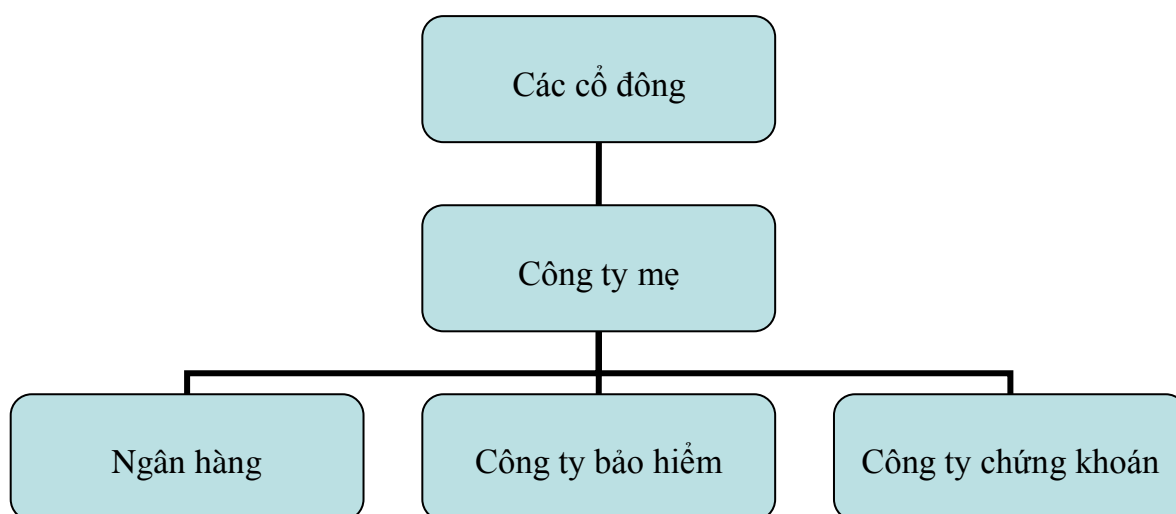 Các cổ đông
Công ty mẹ
Ngân hàng
Công ty bảo hiểm
Công ty chứng khoán